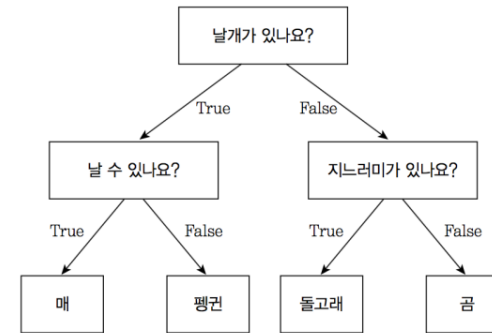 날개가 있나요?
True False
날 수 있나요? 지느러미가 있나요?
True False True False
매 펭귄 돌고래 곰